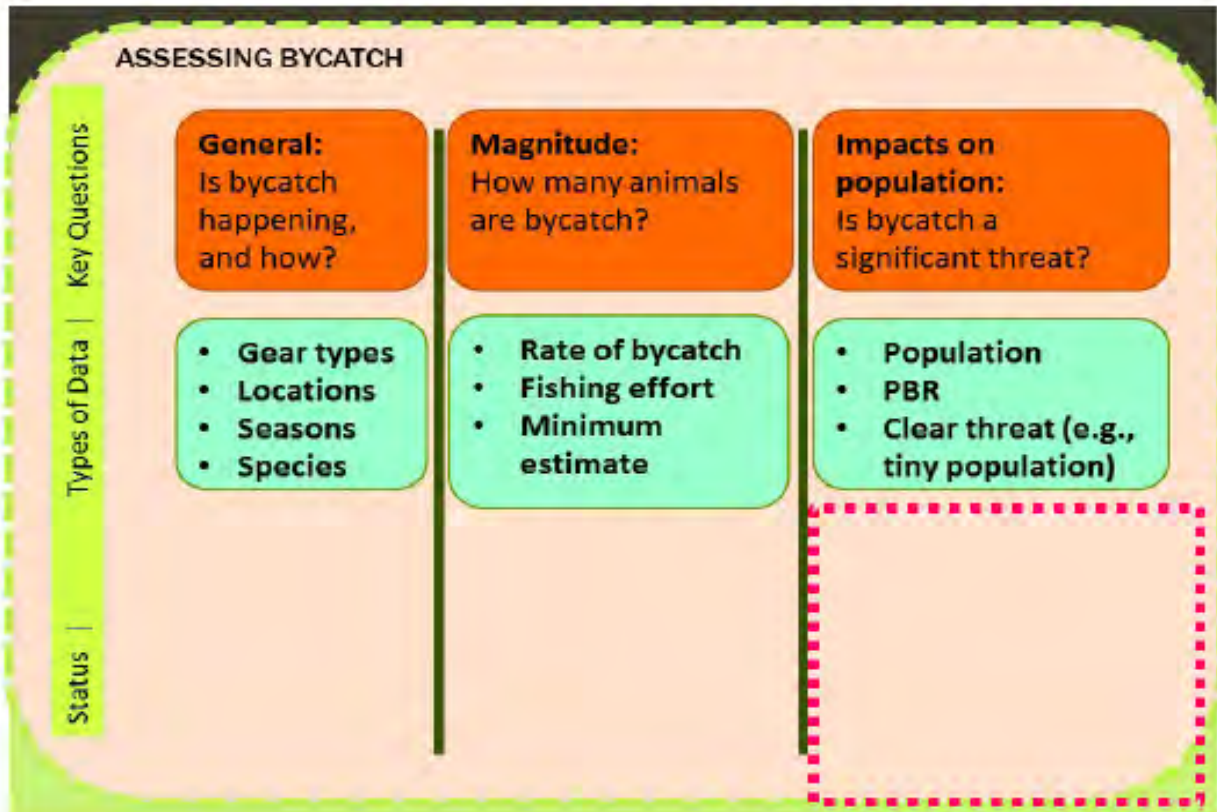 ASSESSING BYCATCH
Status | Types of Data | Key Questions
General:
Is bycatch
happening,
and how?
Magnitude:
How many animals
are bycatch?
Impacts on
population:
Is bycatch a
significant threat?
• Gear types
• Locations
• Seasons
• Species
• Rate of bycatch
• Fishing effort
• Minimum
estimate
• Population
• PBR
• Clear threat (e.g.,
tiny population)